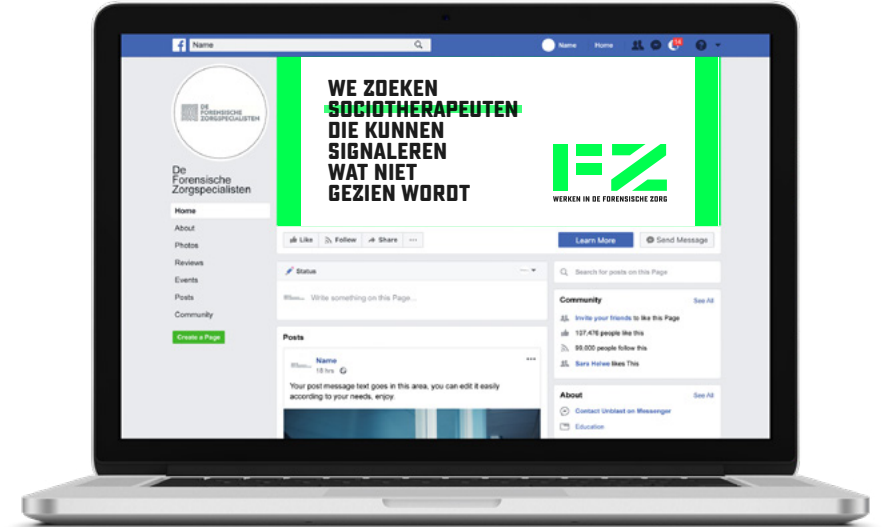 Name
Name
Home
14
DE
FORENSISCHE
ZORGSPECIALISTEN
De
Forensische
Zorgspecialisten
Home
About
Photos
Reviews
Events
Posts
Community
Create a Page
WE ZOEKEN
SOCIOTHERAPEUTEN
DIE KUNNEN
SIGNALEREN
WAT NIET
GEZIEN WORDT
FZ
WERKEN IN DE FORENSISCHE ZORG
Like
Follow
Share
Learn More
Send Message
Status
Write something on this Page...
Posts
Name
18 hrs
Your post message text goes in this area, you can edit it easily
according to your needs, enjoy.
Search for posts on this Page
Community
See All
Invite your friends to like this Page
107,476 people like this
99,000 people follow this
likes This
About
See All
Contact Unblast on Messenger
Education